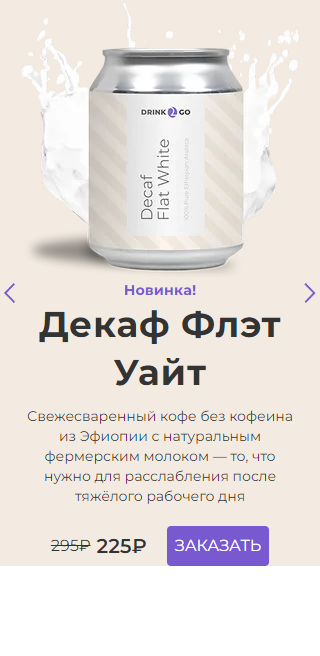 DRINK 2 GO
Decaf
Flat White
100% Pure Ethiopian Arabica
Новинка!
Декаф Флэт
Уайт
Свежесваренный кофе без кофеина
из Эфиопии с натуральным
фермерским молоком — то, что
нужно для расслабления после
тяжёлого рабочего дня
295₽ 225₽ ЗАКАЗАТЬ